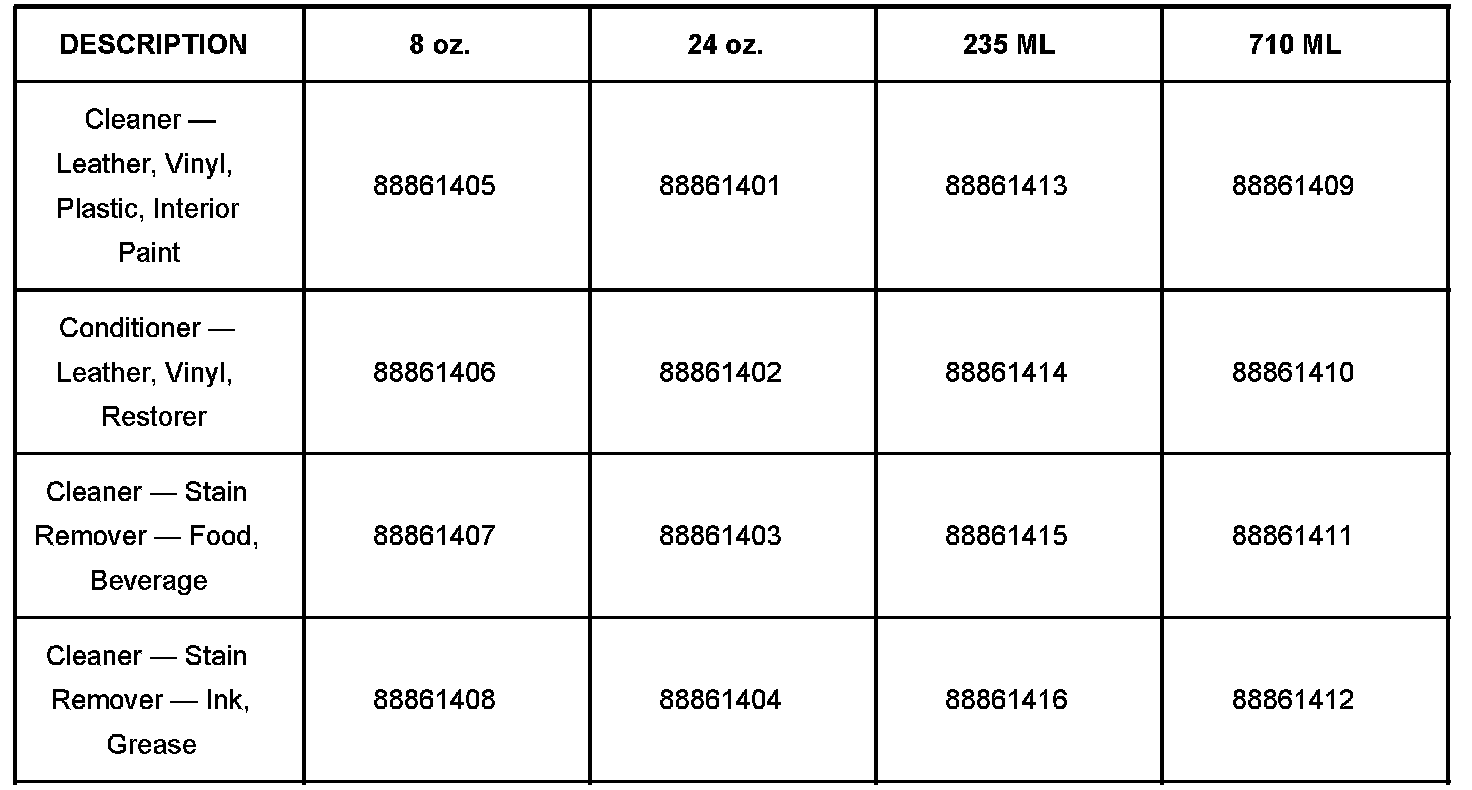 DESCRIPTION 8 oz. 24 oz. 235 ML 710 ML
Cleaner —
Leather, Vinyl,
Plastic, Interior
Paint
88861405 88861401 88861413 88861409
Conditioner —
Leather, Vinyl,
Restorer
88861406 88861402 88861414 88861410
Cleaner — Stain
Remover — Food,
Beverage
88861407 88861403 88861415 88861411
Cleaner — Stain
Remover — Ink,
Grease
88861408 88861404 88861416 88861412